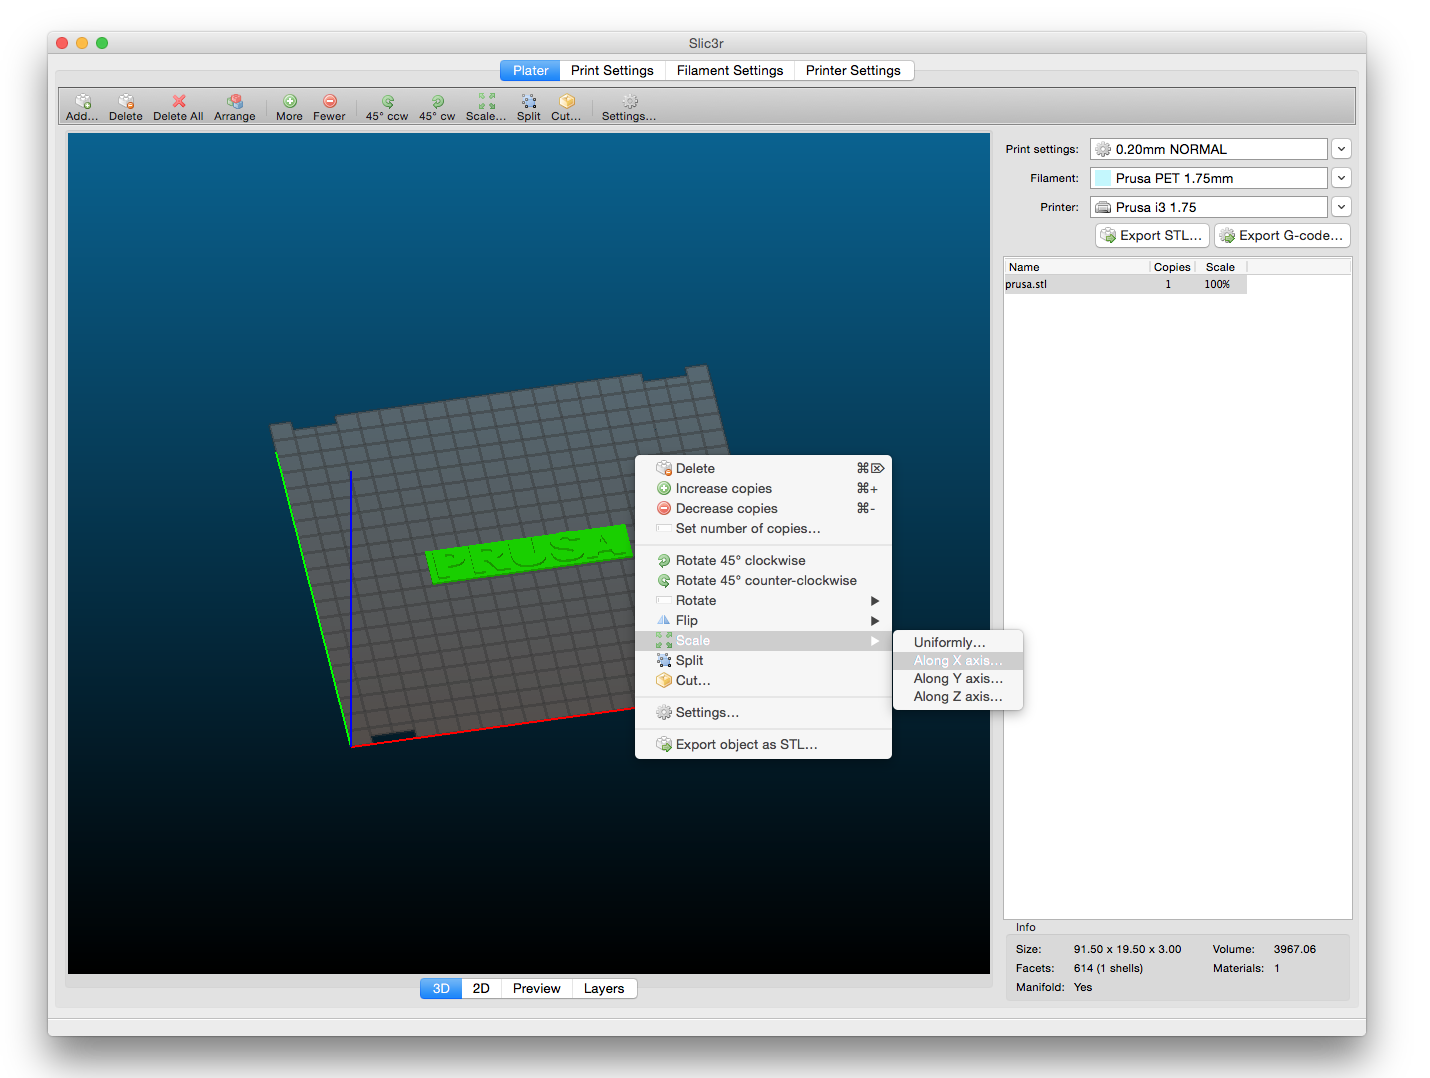 Slic3r
Plater Print Settings Filament Settings Printer Settings
Add... Delete Delete All Arrange More Fewer 45° ccw 45° cw Scale... Split Cut... Settings...
Print settings: 0.20mm NORMAL
Filament: Prusa PET 1.75mm
Printer: Prusa i3 1.75
Export STL... Export G-code...
Name Copies Scale
prusa.stl 1 100%
PRUSA
Delete ⌘⌦
Increase copies ⌘+
Decrease copies ⌘-
Set number of copies...
Rotate 45° clockwise
Rotate 45° counter-clockwise
Rotate
Flip
Scale
Split
Cut...
Settings...
Export object as STL...
Uniformly...
Along X axis...
Along Y axis...
Along Z axis...
Info
Size: 91.50 x 19.50 x 3.00 Volume: 3967.06
Facets: 614 (1 shells) Materials: 1
Manifold: Yes
3D 2D Preview Layers